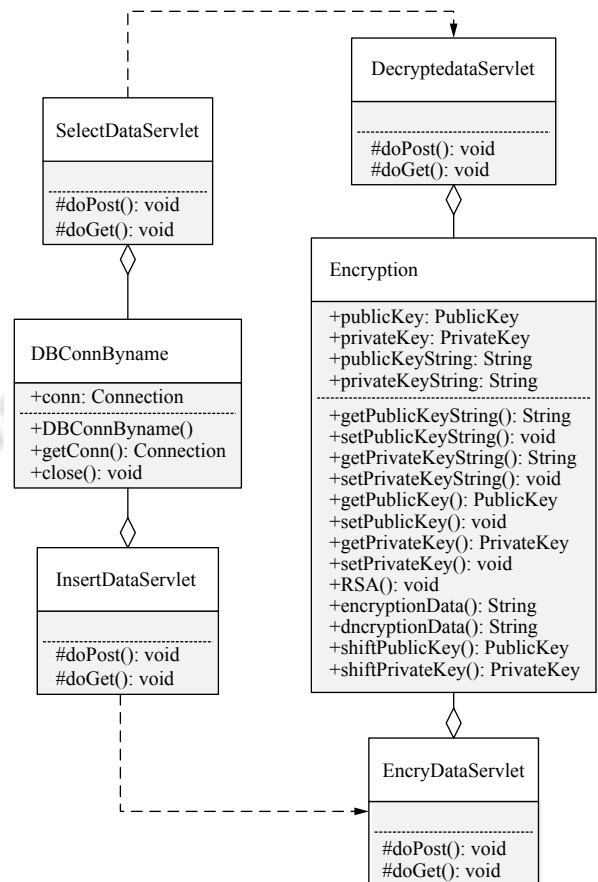 DecryptedataServlet
#doPost(): void
#doGet(): void
SelectDataServlet
#doPost(): void
#doGet(): void
Encryption
+publicKey: PublicKey
+privateKey: PrivateKey
+publicKeyString: String
+privateKeyString: String
+getPublicKeyString(): String
+setPublicKeyString(): void
+getPrivateKeyString(): String
+setPrivateKeyString(): void
+getPublicKey(): PublicKey
+setPublicKey(): void
+getPrivateKey(): PrivateKey
+setPrivateKey(): void
+RSA(): void
+encryptionData(): String
+dncryptionData(): String
+shiftPublicKey(): PublicKey
+shiftPrivateKey(): PrivateKey
DBConnByname
+conn: Connection
+DBConnByname()
+getConn(): Connection
+close(): void
InsertDataServlet
#doPost(): void
#doGet(): void
EncryDataServlet
#doPost(): void
#doGet(): void